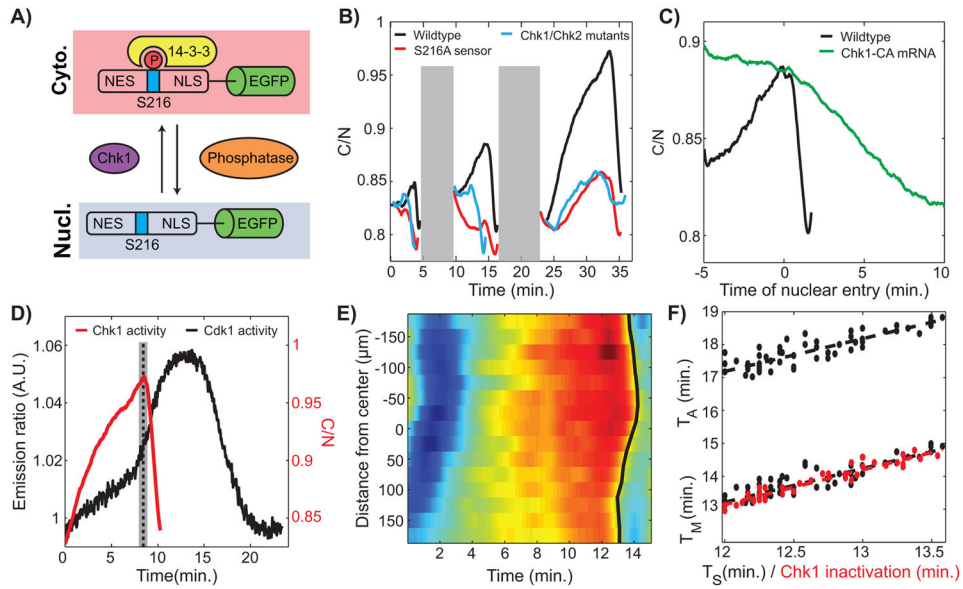 A)
Cyto.
14-3-3
P
NES
NLS
EGFP
S216
Chk1
Phosphatase
Nucl.
NES
NLS
EGFP
S216
B)
Wildtype
S216A sensor
Chk1/Chk2 mutants
1
0.95
0.9
0.85
0.8
C/N
0 5 10 15 20 25 30 35
Time (min.)
C)
Wildtype
Chk1-CA mRNA
0.9
0.85
0.8
C/N
-5 0 5 10
Time of nuclear entry (min.)
D)
Chk1 activity
Cdk1 activity
1.06
1.04
1.02
1
Emission ratio (A.U.)
1
0.95
0.9
0.85
C/N
0 5 10 15 20
Time(min.)
E)
Distance from center (µm)
-150
-100
-50
0
50
100
150
0 2 4 6 8 10 12 14
Time (min.)
F)
19
18
17
16
15
14
13
T_A (min.)
T_M (min.)
12 12.5 13 13.5
T_S(min.) / Chk1 inactivation (min.)